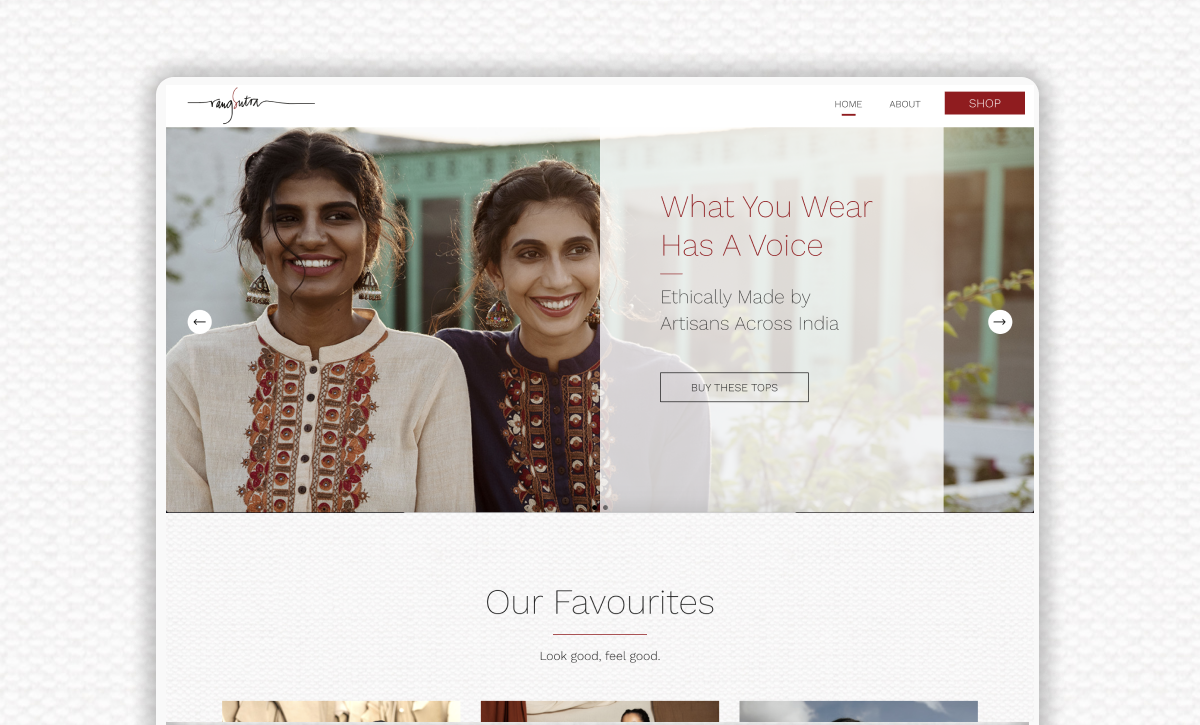 rangSutra
HOME
ABOUT
SHOP
What You Wear
Has A Voice
Ethically Made by
Artisans Across India
BUY THESE TOPS
Our Favourites
Look good, feel good.